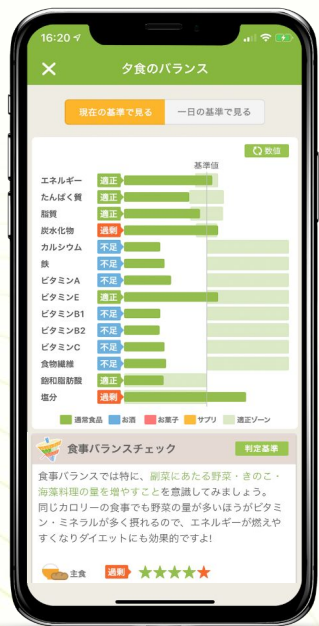 16:20
夕食のバランス
現在の基準で見る 一日の基準で見る
数値
基準値
エネルギー 適正
たんぱく質 適正
脂質 適正
炭水化物 過剰
カルシウム 不足
鉄 不足
ビタミンA 不足
ビタミンE 適正
ビタミンB1 不足
ビタミンB2 不足
ビタミンC 不足
食物繊維 不足
飽和脂肪酸 適正
塩分 過剰
通常食品 お酒 お菓子 サプリ 適正ゾーン
食事バランスチェック 判定基準
食事バランスでは特に、副菜にあたる野菜・きのこ・
海藻料理の量を増やすことを意識してみましょう。
同じカロリーの食事でも野菜の量が多いほうがビタミ
ン・ミネラルが多く摂れるので、エネルギーが燃えや
すくなりダイエットにも効果的ですよ!
主食 過剰 ★★★★★